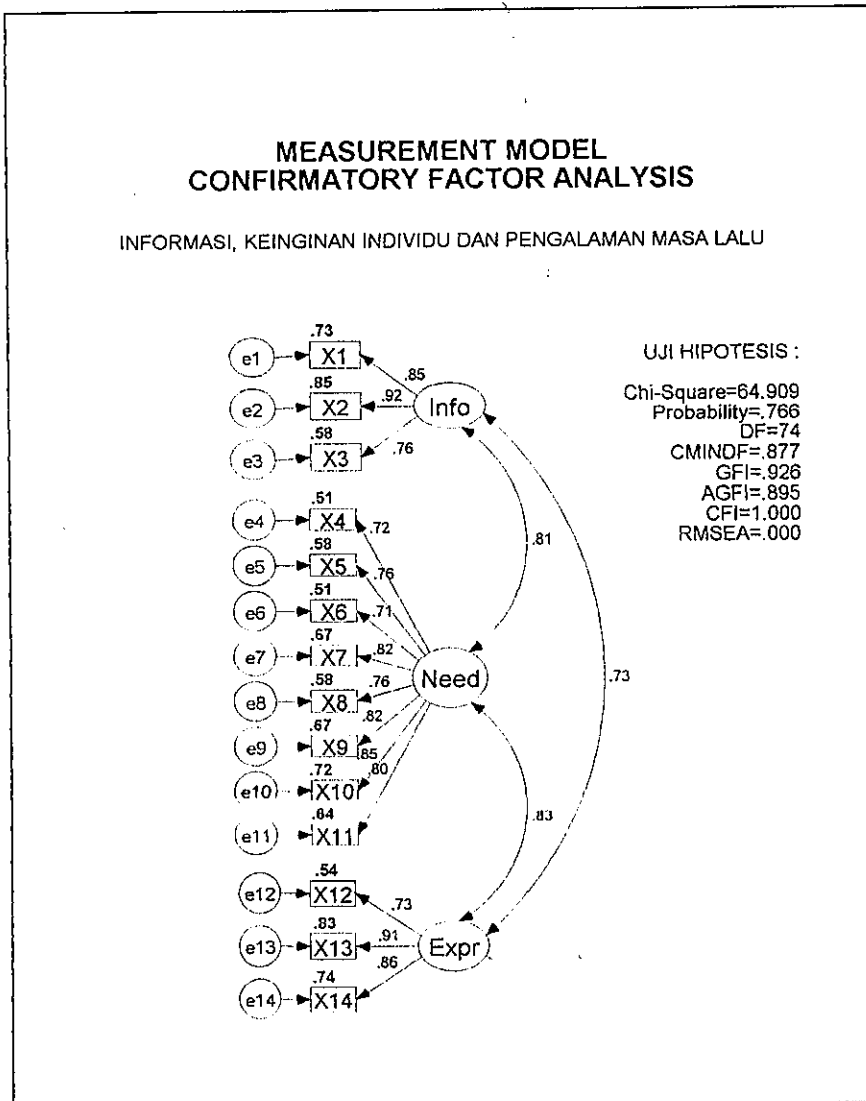 MEASUREMENT MODEL
CONFIRMATORY FACTOR ANALYSIS
INFORMASI, KEINGINAN INDIVIDU DAN PENGALAMAN MASA LALU
UJI HIPOTESIS :
Chi-Square=64.909
Probability=.766
DF=74
CMINDF=.877
GFI=.926
AGFI=.895
CFI=1.000
RMSEA=.000
.73
e1 X1 .85
.85
e2 X2 .92 Info
.58
e3 X3 .76
.51
e4 X4 .72
.81
.58
e5 X5 .76
.51
e6 X6 .71
.67
e7 X7 .82
Need
.73
.58
e8 X8 .76
.67
e9 X9 .82
.85
.72
e10 X10 .80
.64
e11 X11
.83
.54
e12 X12 .73
.83
e13 X13 .91 Expr
.74
e14 X14 .86